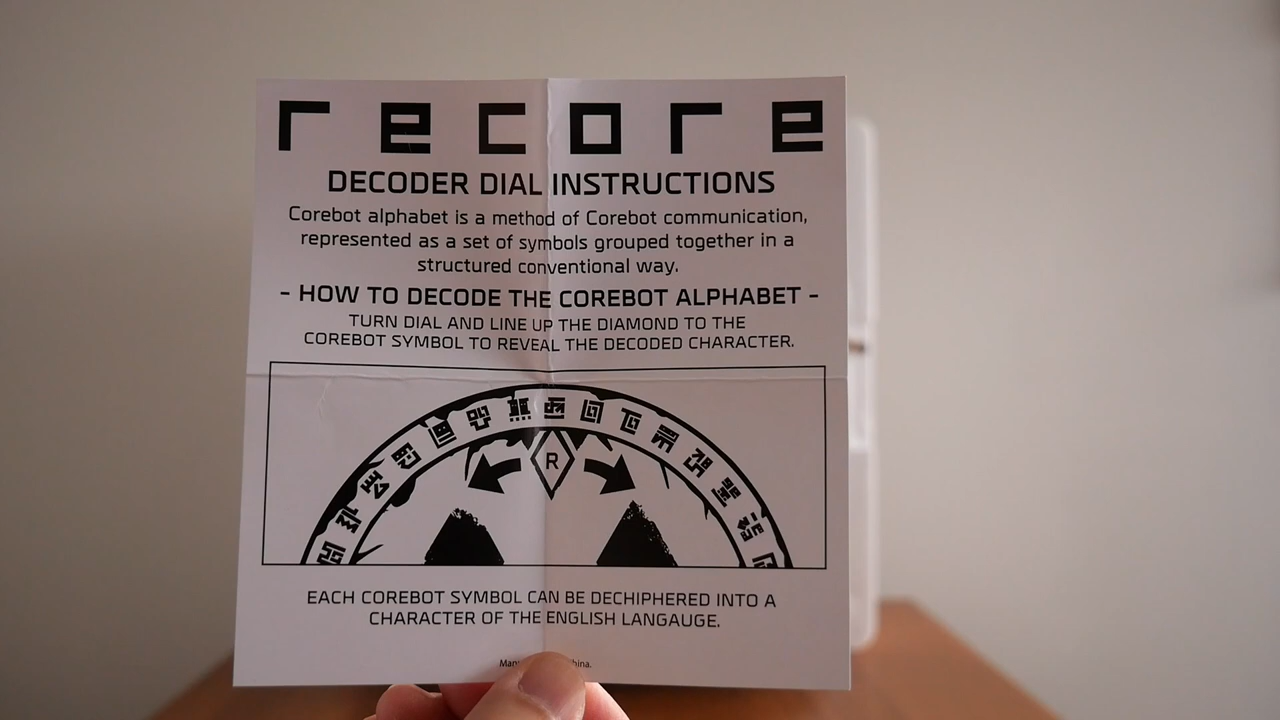 recore
DECODER DIAL INSTRUCTIONS
Corebot alphabet is a method of Corebot communication,
represented as a set of symbols grouped together in a
structured conventional way.
- HOW TO DECODE THE COREBOT ALPHABET -
TURN DIAL AND LINE UP THE DIAMOND TO THE
COREBOT SYMBOL TO REVEAL THE DECODED CHARACTER.
R
EACH COREBOT SYMBOL CAN BE DECHIPHERED INTO A
CHARACTER OF THE ENGLISH LANGAUGE.